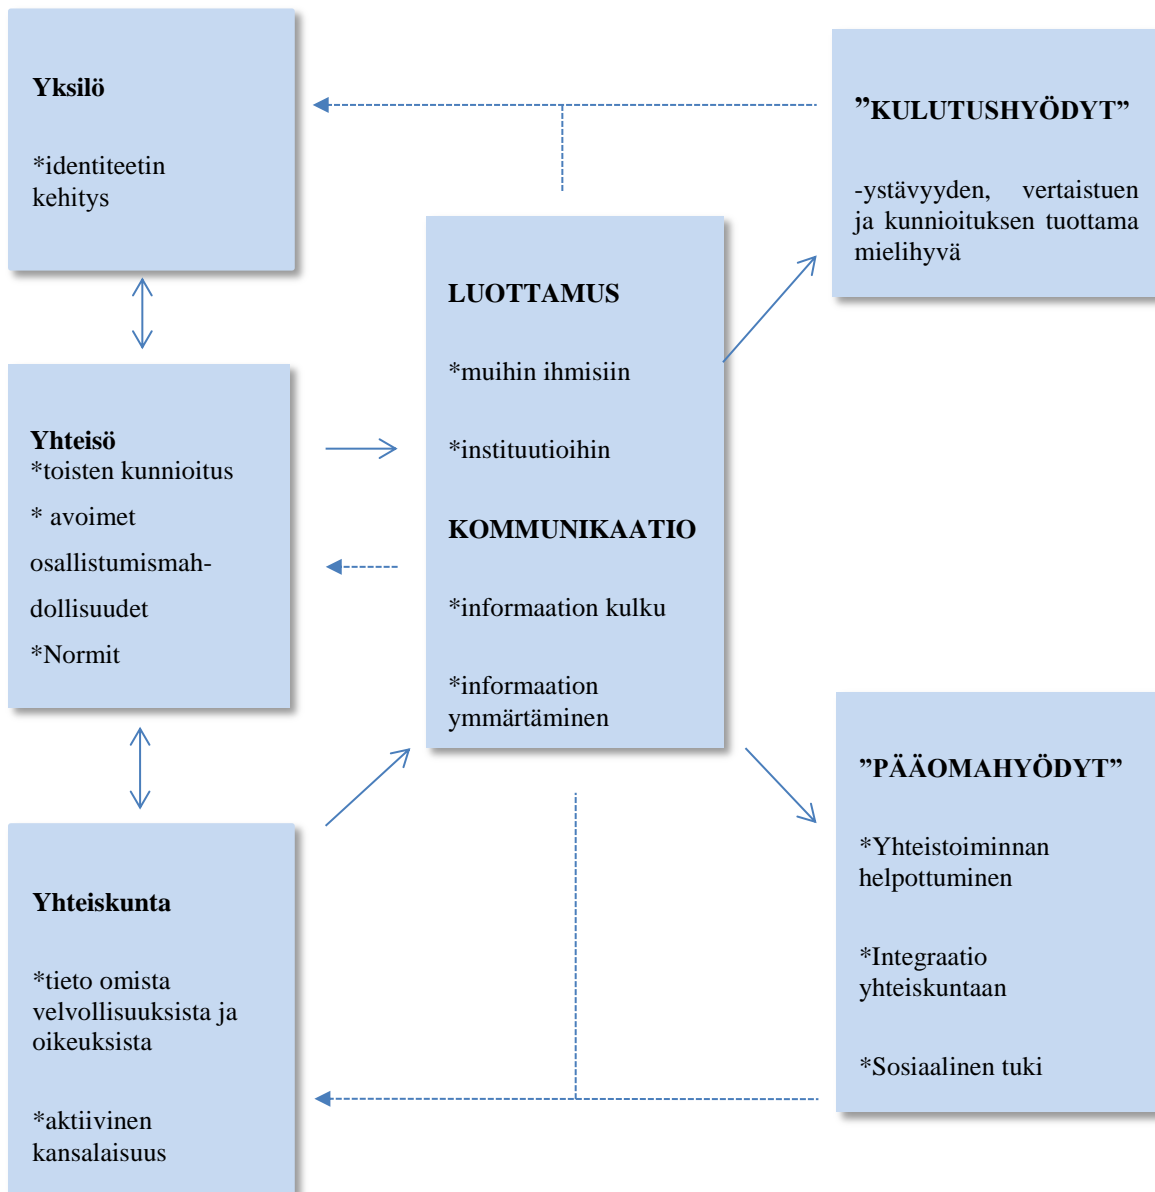 Yksilö
*identiteetin
kehitys
Yhteisö
*toisten kunnioitus
* avoimet
osallistumismah-
dollisuudet
*Normit
Yhteiskunta
*tieto omista
velvollisuuksista ja
oikeuksista
*aktiivinen
kansalaisuus
LUOTTAMUS
*muihin ihmisiin
*instituutioihin
KOMMUNIKAATIO
*informaation kulku
*informaation
ymmärtäminen
”KULUTUSHYÖDYT”
-ystävyyden, vertaistuen
ja kunnioituksen tuottama
mielihyvä
”PÄÄOMAHYÖDYT”
*Yhteistoiminnan
helpottuminen
*Integraatio
yhteiskuntaan
*Sosiaalinen tuki